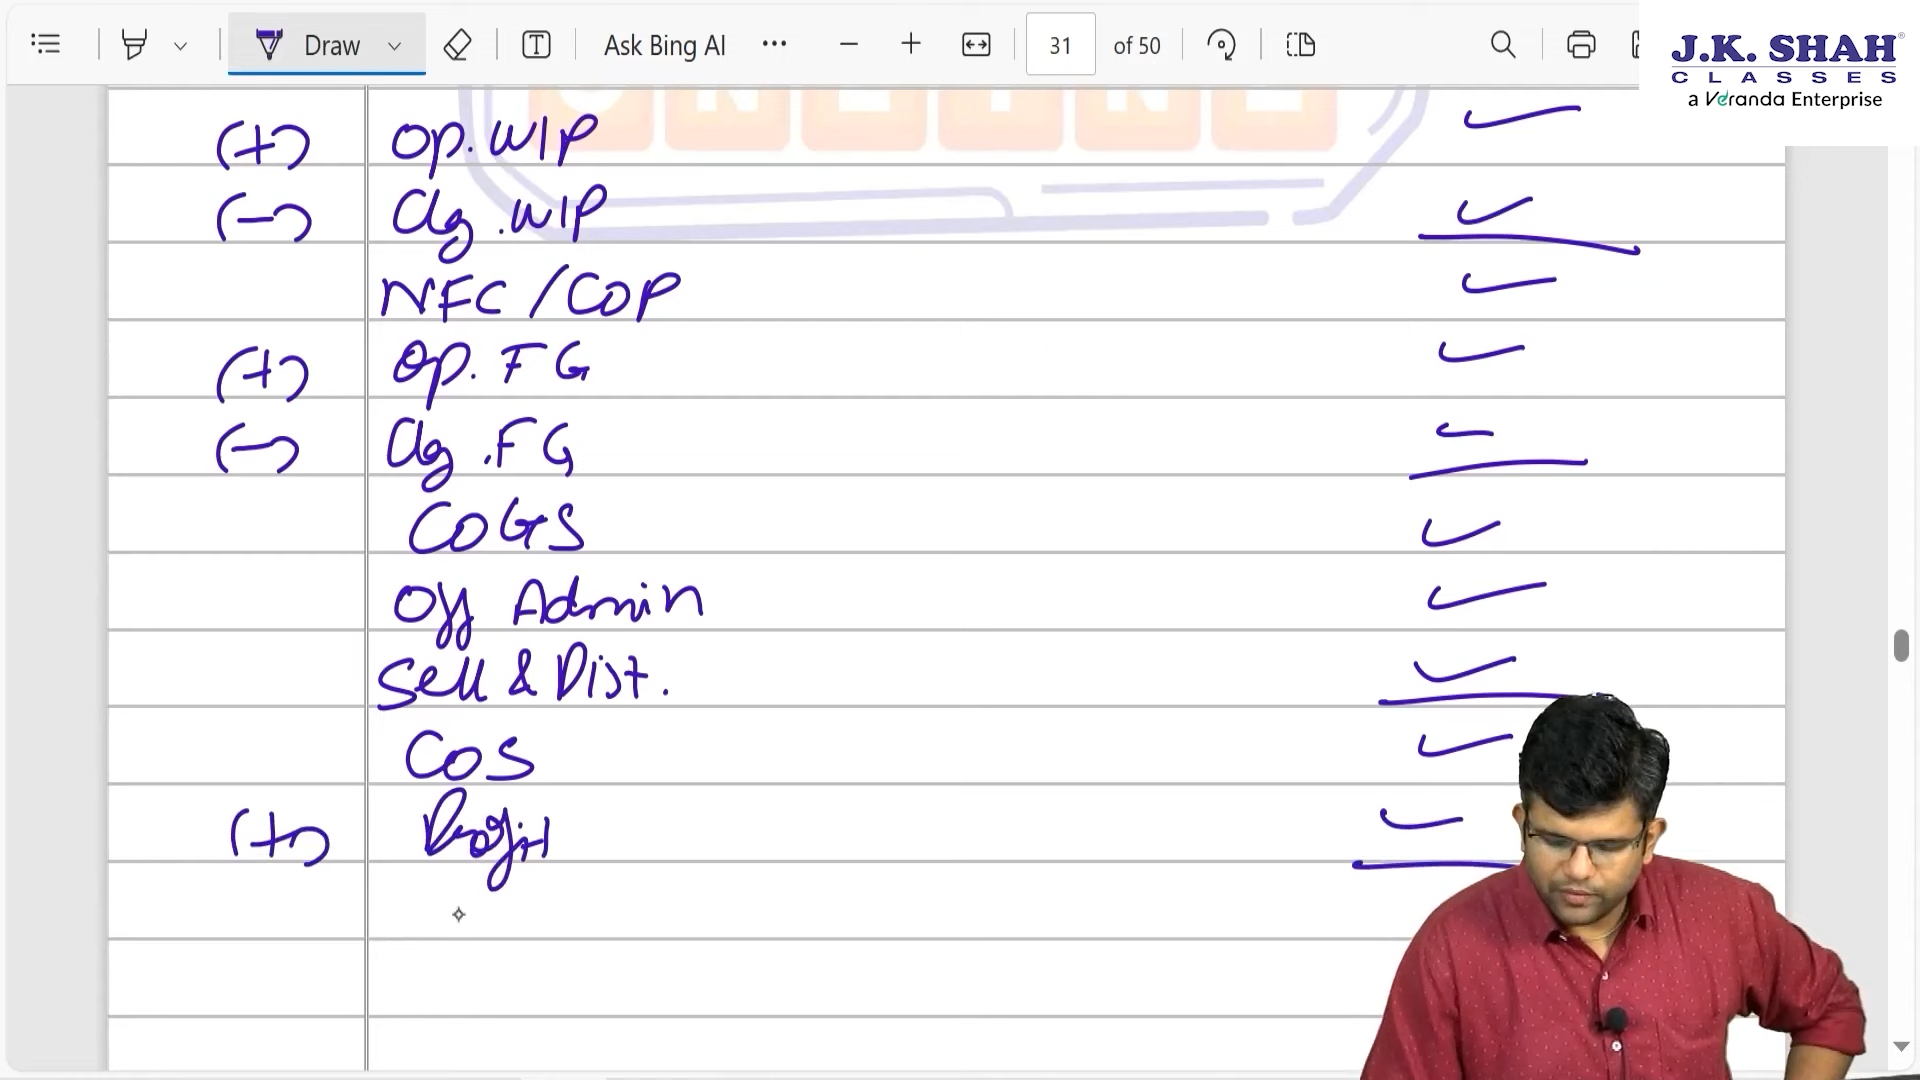 Draw
Ask Bing AI
31 of 50
J.K. SHAH
CLASSES
a Veranda Enterprise
(+) Op. WIP
(-) Clg. WIP
NFC / COP
(+) Op. FG
(-) Clg. FG
COGS
Off Admin
Sell & Dist.
COS
(+) Profit